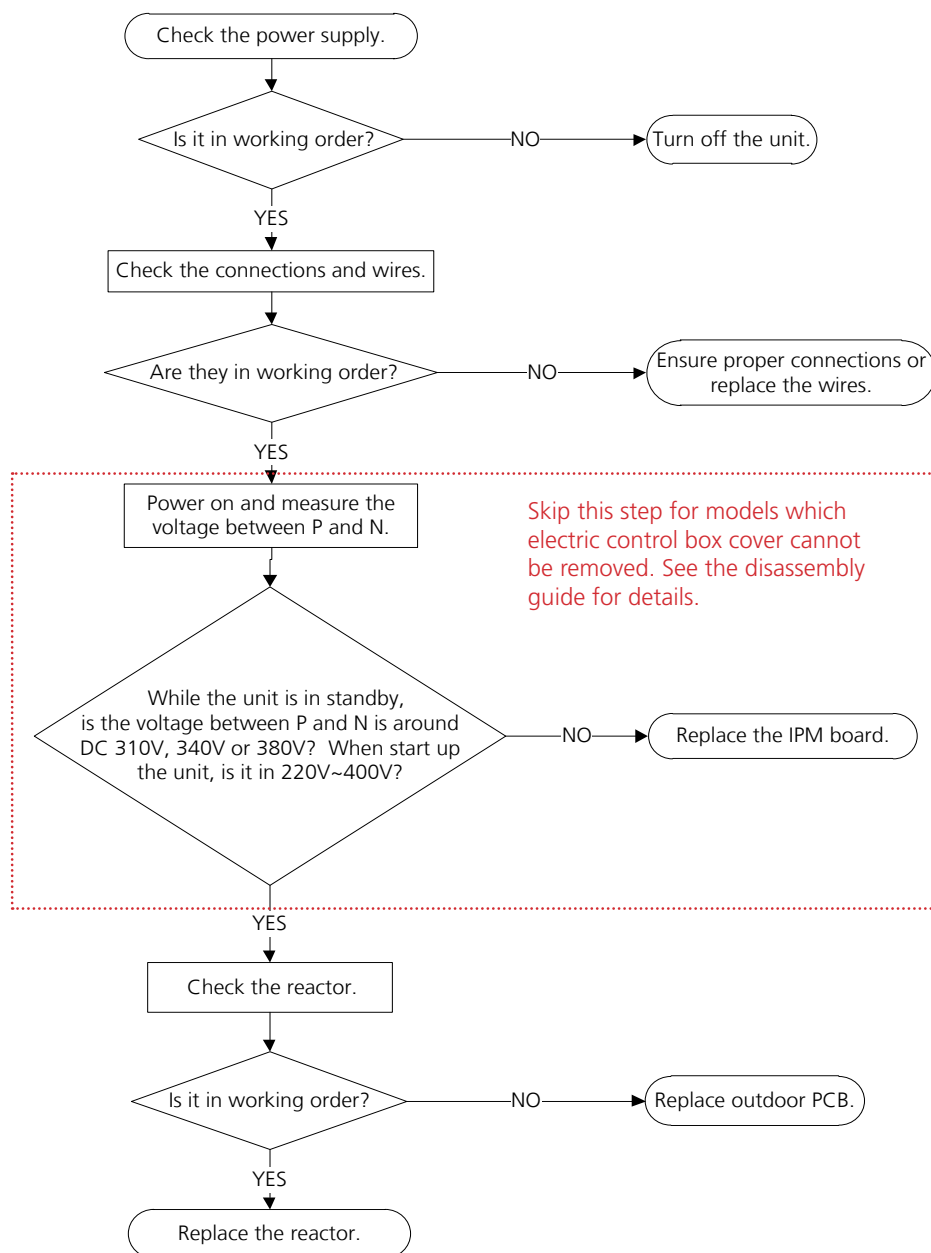 Check the power supply.
Is it in working order?
NO
Turn off the unit.
YES
Check the connections and wires.
Are they in working order?
NO
Ensure proper connections or
replace the wires.
YES
Power on and measure the
voltage between P and N.
Skip this step for models which
electric control box cover cannot
be removed. See the disassembly
guide for details.
While the unit is in standby,
is the voltage between P and N is around
DC 310V, 340V or 380V? When start up
the unit, is it in 220V~400V?
NO
Replace the IPM board.
YES
Check the reactor.
Is it in working order?
NO
Replace outdoor PCB.
YES
Replace the reactor.